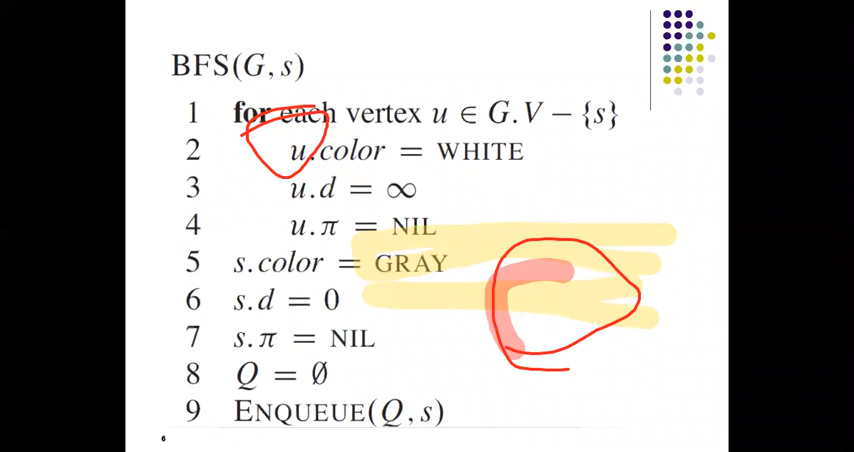 BFS(G, s)
1 for each vertex u ∈ G.V − {s}
2 u.color = WHITE
3 u.d = ∞
4 u.π = NIL
5 s.color = GRAY
6 s.d = 0
7 s.π = NIL
8 Q = ∅
9 ENQUEUE(Q, s)
6